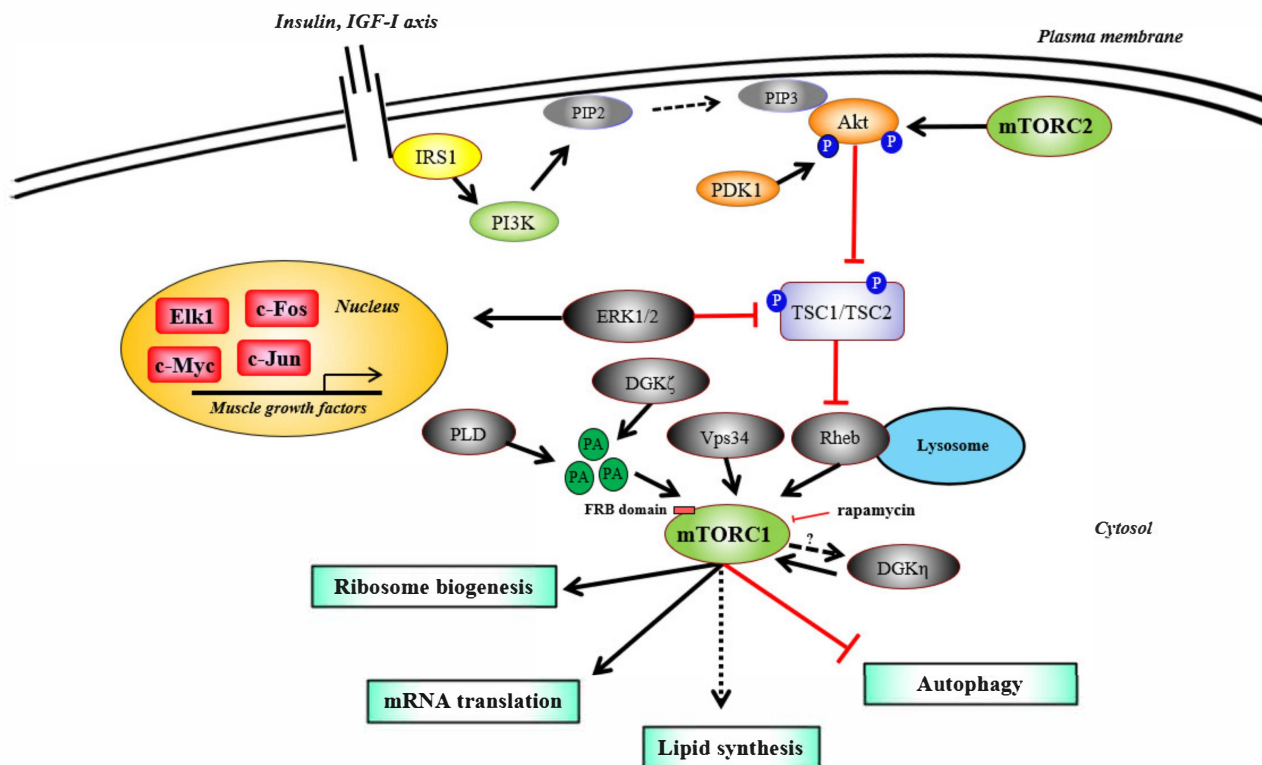 Insulin, IGF-I axis
Plasma membrane
PIP2
PIP3
Akt
mTORC2
P
P
IRS1
PDK1
PI3K
P
P
TSC1/TSC2
ERK1/2
Elk1
c-Fos
Nucleus
c-Myc
c-Jun
Muscle growth factors
DGKζ
PLD
Vps34
Rheb
Lysosome
PA
PA
PA
FRB domain
rapamycin
mTORC1
?
Cytosol
DGKη
Ribosome biogenesis
mRNA translation
Autophagy
Lipid synthesis